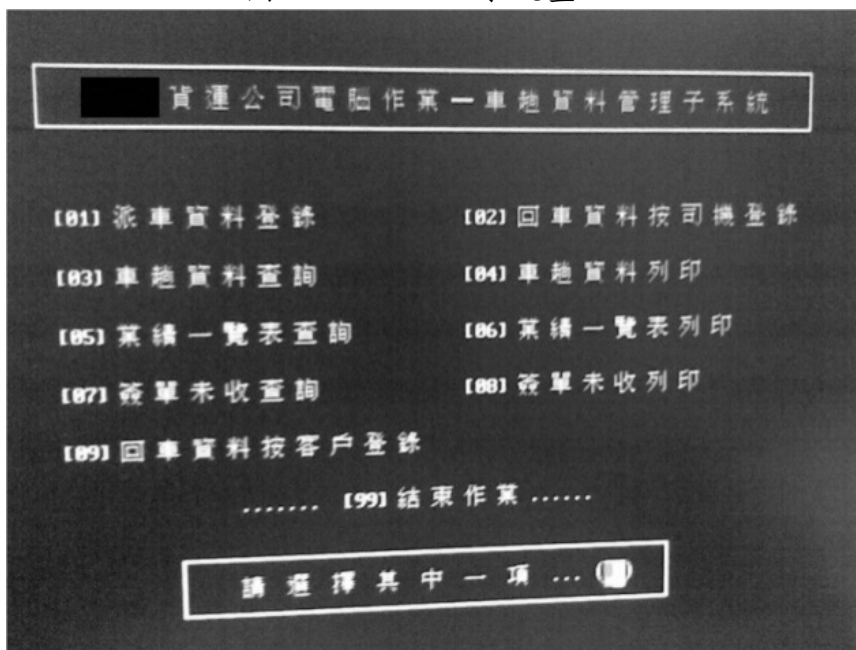 貨運公司電腦作業－車趟資料管理子系統
[01] 派車資料登錄
[02] 回車資料按司機登錄
[03] 車趟資料查詢
[04] 車趟資料列印
[05] 業績一覽表查詢
[06] 業績一覽表列印
[07] 簽單未收查詢
[08] 簽單未收列印
[09] 回車資料按客戶登錄
....... [99] 結束作業 ......
請選擇其中一項 ...